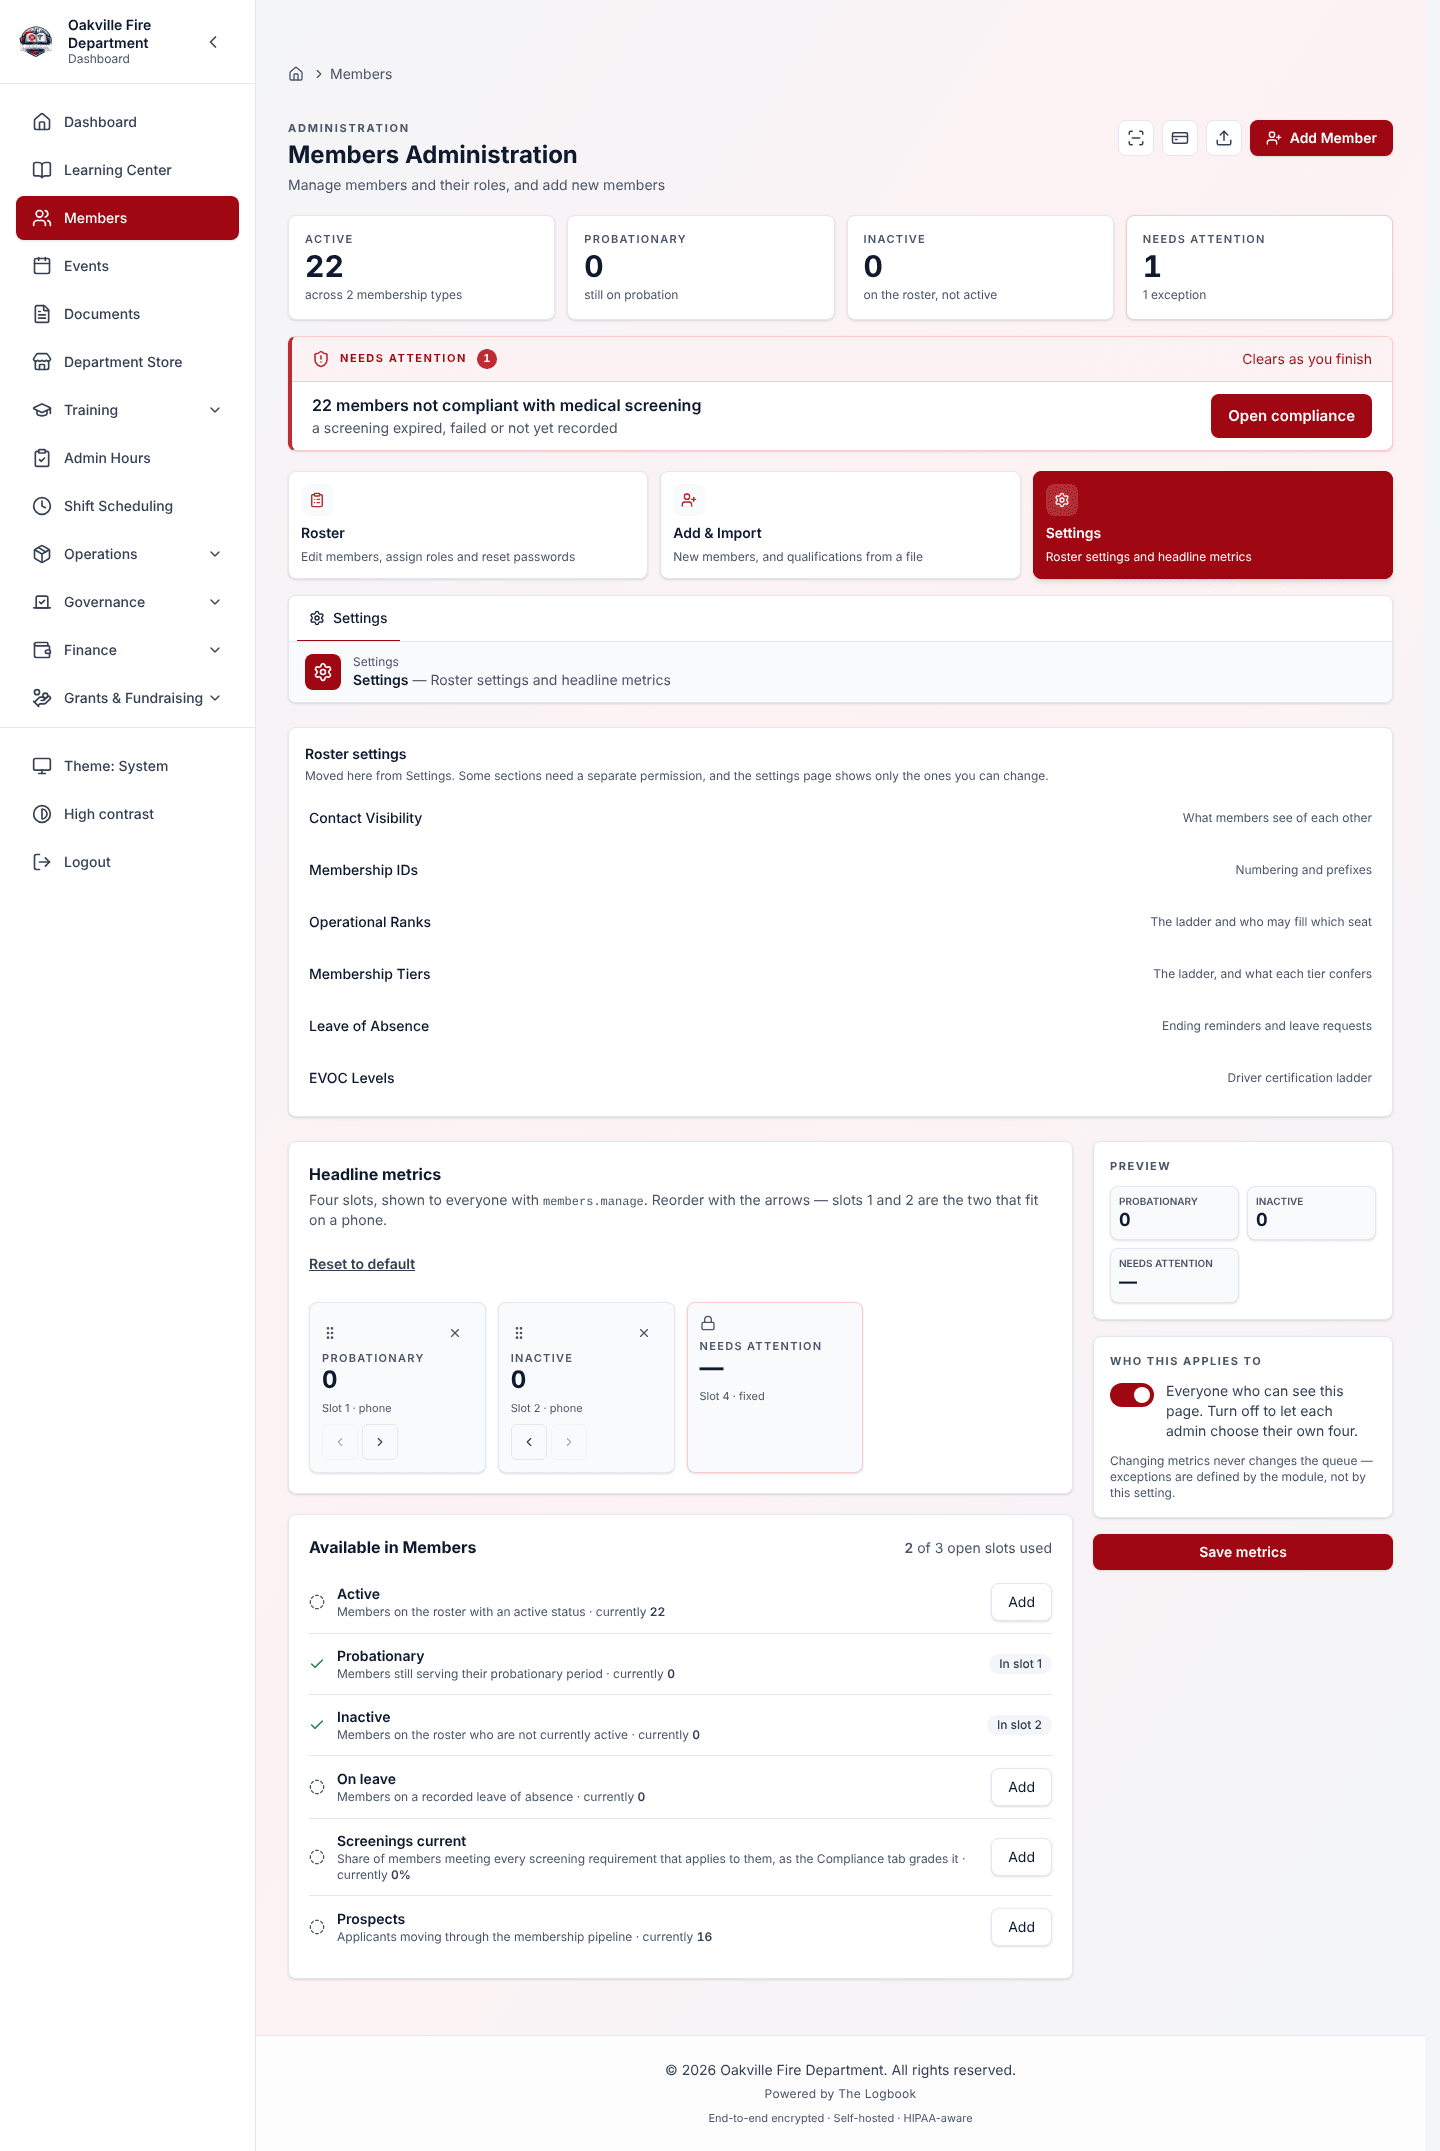 Oakville Fire
Department
Dashboard
Dashboard
Learning Center
Members
Events
Documents
Department Store
Training
Admin Hours
Shift Scheduling
Operations
Governance
Finance
Grants & Fundraising
Theme: System
High contrast
Logout
Members
ADMINISTRATION
Members Administration
Manage members and their roles, and add new members
Add Member
ACTIVE
22
across 2 membership types
PROBATIONARY
0
still on probation
INACTIVE
0
on the roster, not active
NEEDS ATTENTION
1
1 exception
NEEDS ATTENTION 1
Clears as you finish
22 members not compliant with medical screening
a screening expired, failed or not yet recorded
Open compliance
Roster
Edit members, assign roles and reset passwords
Add & Import
New members, and qualifications from a file
Settings
Roster settings and headline metrics
Settings
Settings
Settings — Roster settings and headline metrics
Roster settings
Moved here from Settings. Some sections need a separate permission, and the settings page shows only the ones you can change.
Contact Visibility
What members see of each other
Membership IDs
Numbering and prefixes
Operational Ranks
The ladder and who may fill which seat
Membership Tiers
The ladder, and what each tier confers
Leave of Absence
Ending reminders and leave requests
EVOC Levels
Driver certification ladder
Headline metrics
Four slots, shown to everyone with members.manage. Reorder with the arrows — slots 1 and 2 are the two that fit
on a phone.
Reset to default
PROBATIONARY
0
Slot 1 · phone
INACTIVE
0
Slot 2 · phone
NEEDS ATTENTION
—
Slot 4 · fixed
PREVIEW
PROBATIONARY
0
INACTIVE
0
NEEDS ATTENTION
—
WHO THIS APPLIES TO
Everyone who can see this
page. Turn off to let each
admin choose their own four.
Changing metrics never changes the queue —
exceptions are defined by the module, not by
this setting.
Save metrics
Available in Members
2 of 3 open slots used
Active
Members on the roster with an active status · currently 22
Add
Probationary
Members still serving their probationary period · currently 0
In slot 1
Inactive
Members on the roster who are not currently active · currently 0
In slot 2
On leave
Members on a recorded leave of absence · currently 0
Add
Screenings current
Share of members meeting every screening requirement that applies to them, as the Compliance tab grades it ·
currently 0%
Add
Prospects
Applicants moving through the membership pipeline · currently 16
Add
© 2026 Oakville Fire Department. All rights reserved.
Powered by The Logbook
End-to-end encrypted · Self-hosted · HIPAA-aware